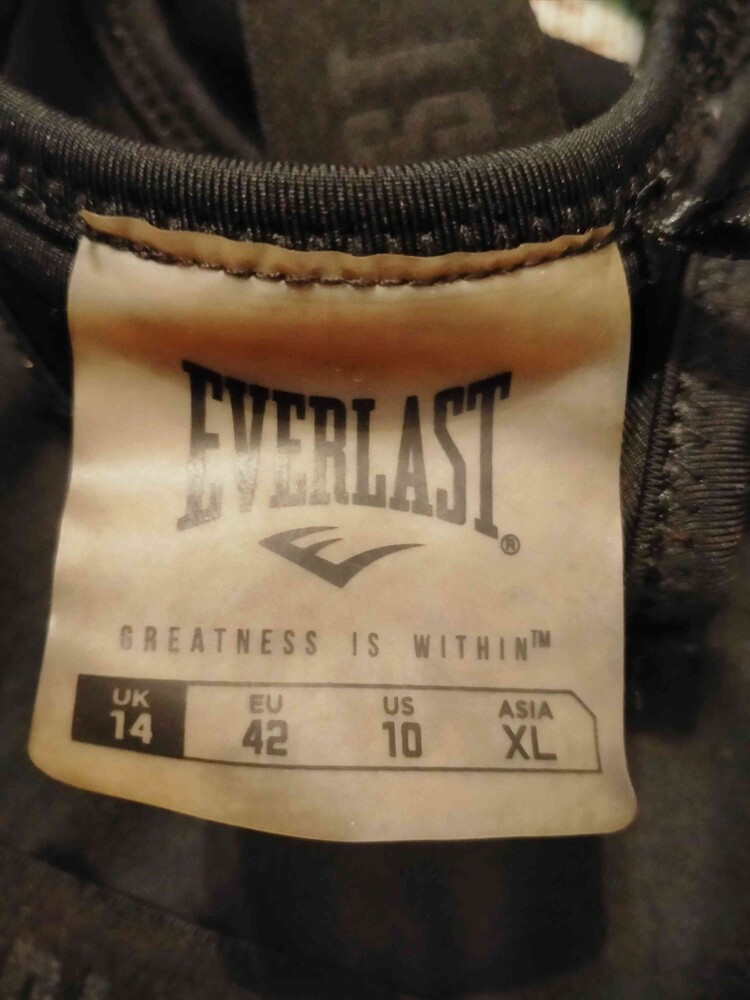 EVERLAST®
GREATNESS IS WITHIN™
UK EU US ASIA
14 42 10 XL